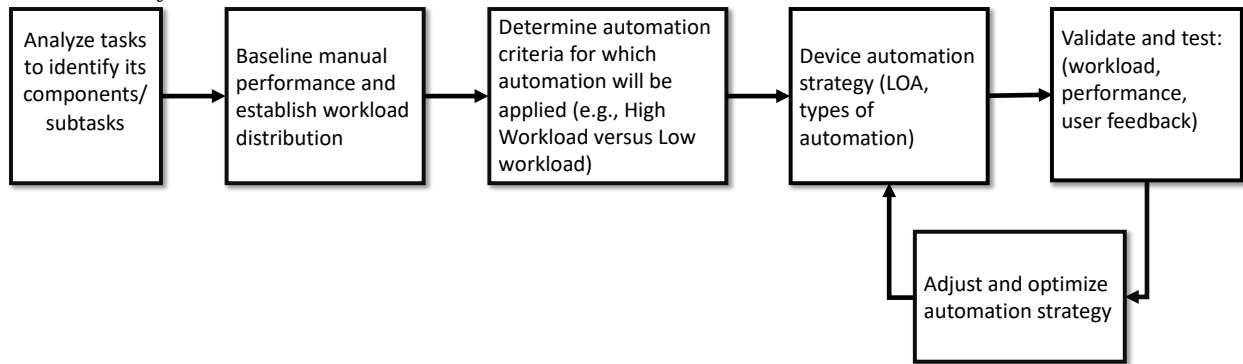 Analyze tasks
to identify its
components/
subtasks
Baseline manual
performance and
establish workload
distribution
Determine automation
criteria for which
automation will be
applied (e.g., High
Workload versus Low
workload)
Device automation
strategy (LOA,
types of
automation)
Validate and test:
(workload,
performance,
user feedback)
Adjust and optimize
automation strategy